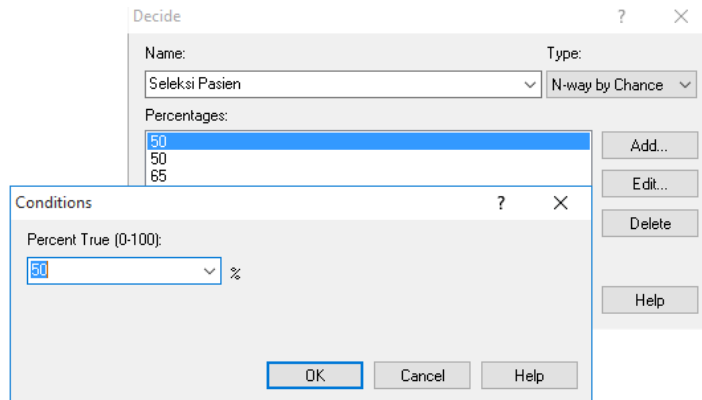 Decide ?
Name: Type:
Seleksi Pasien N-way by Chance
Percentages:
50
50
65
Add...
Edit...
Delete
Help
Conditions ?
Percent True (0-100):
50 %
OK Cancel Help